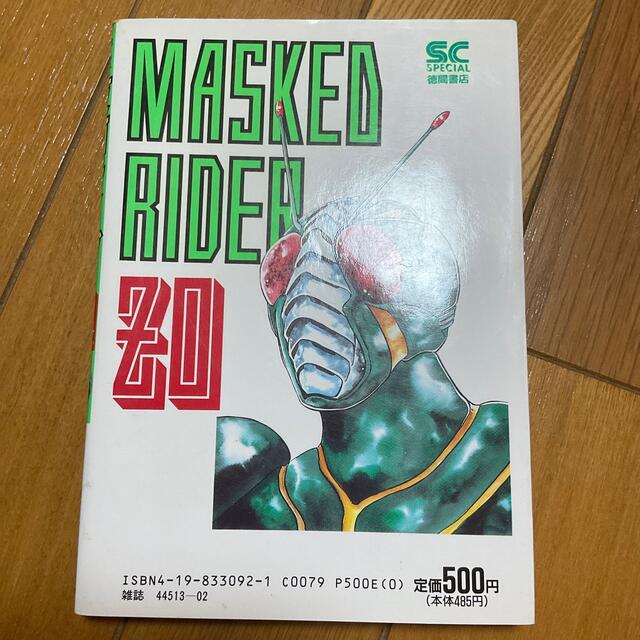 MASKED
RIDER
ZO
SC
SPECIAL
徳間書店
ISBN4-19-833092-1 C0079 P500E(0)
定価500円
(本体485円)
雑誌 44513—02